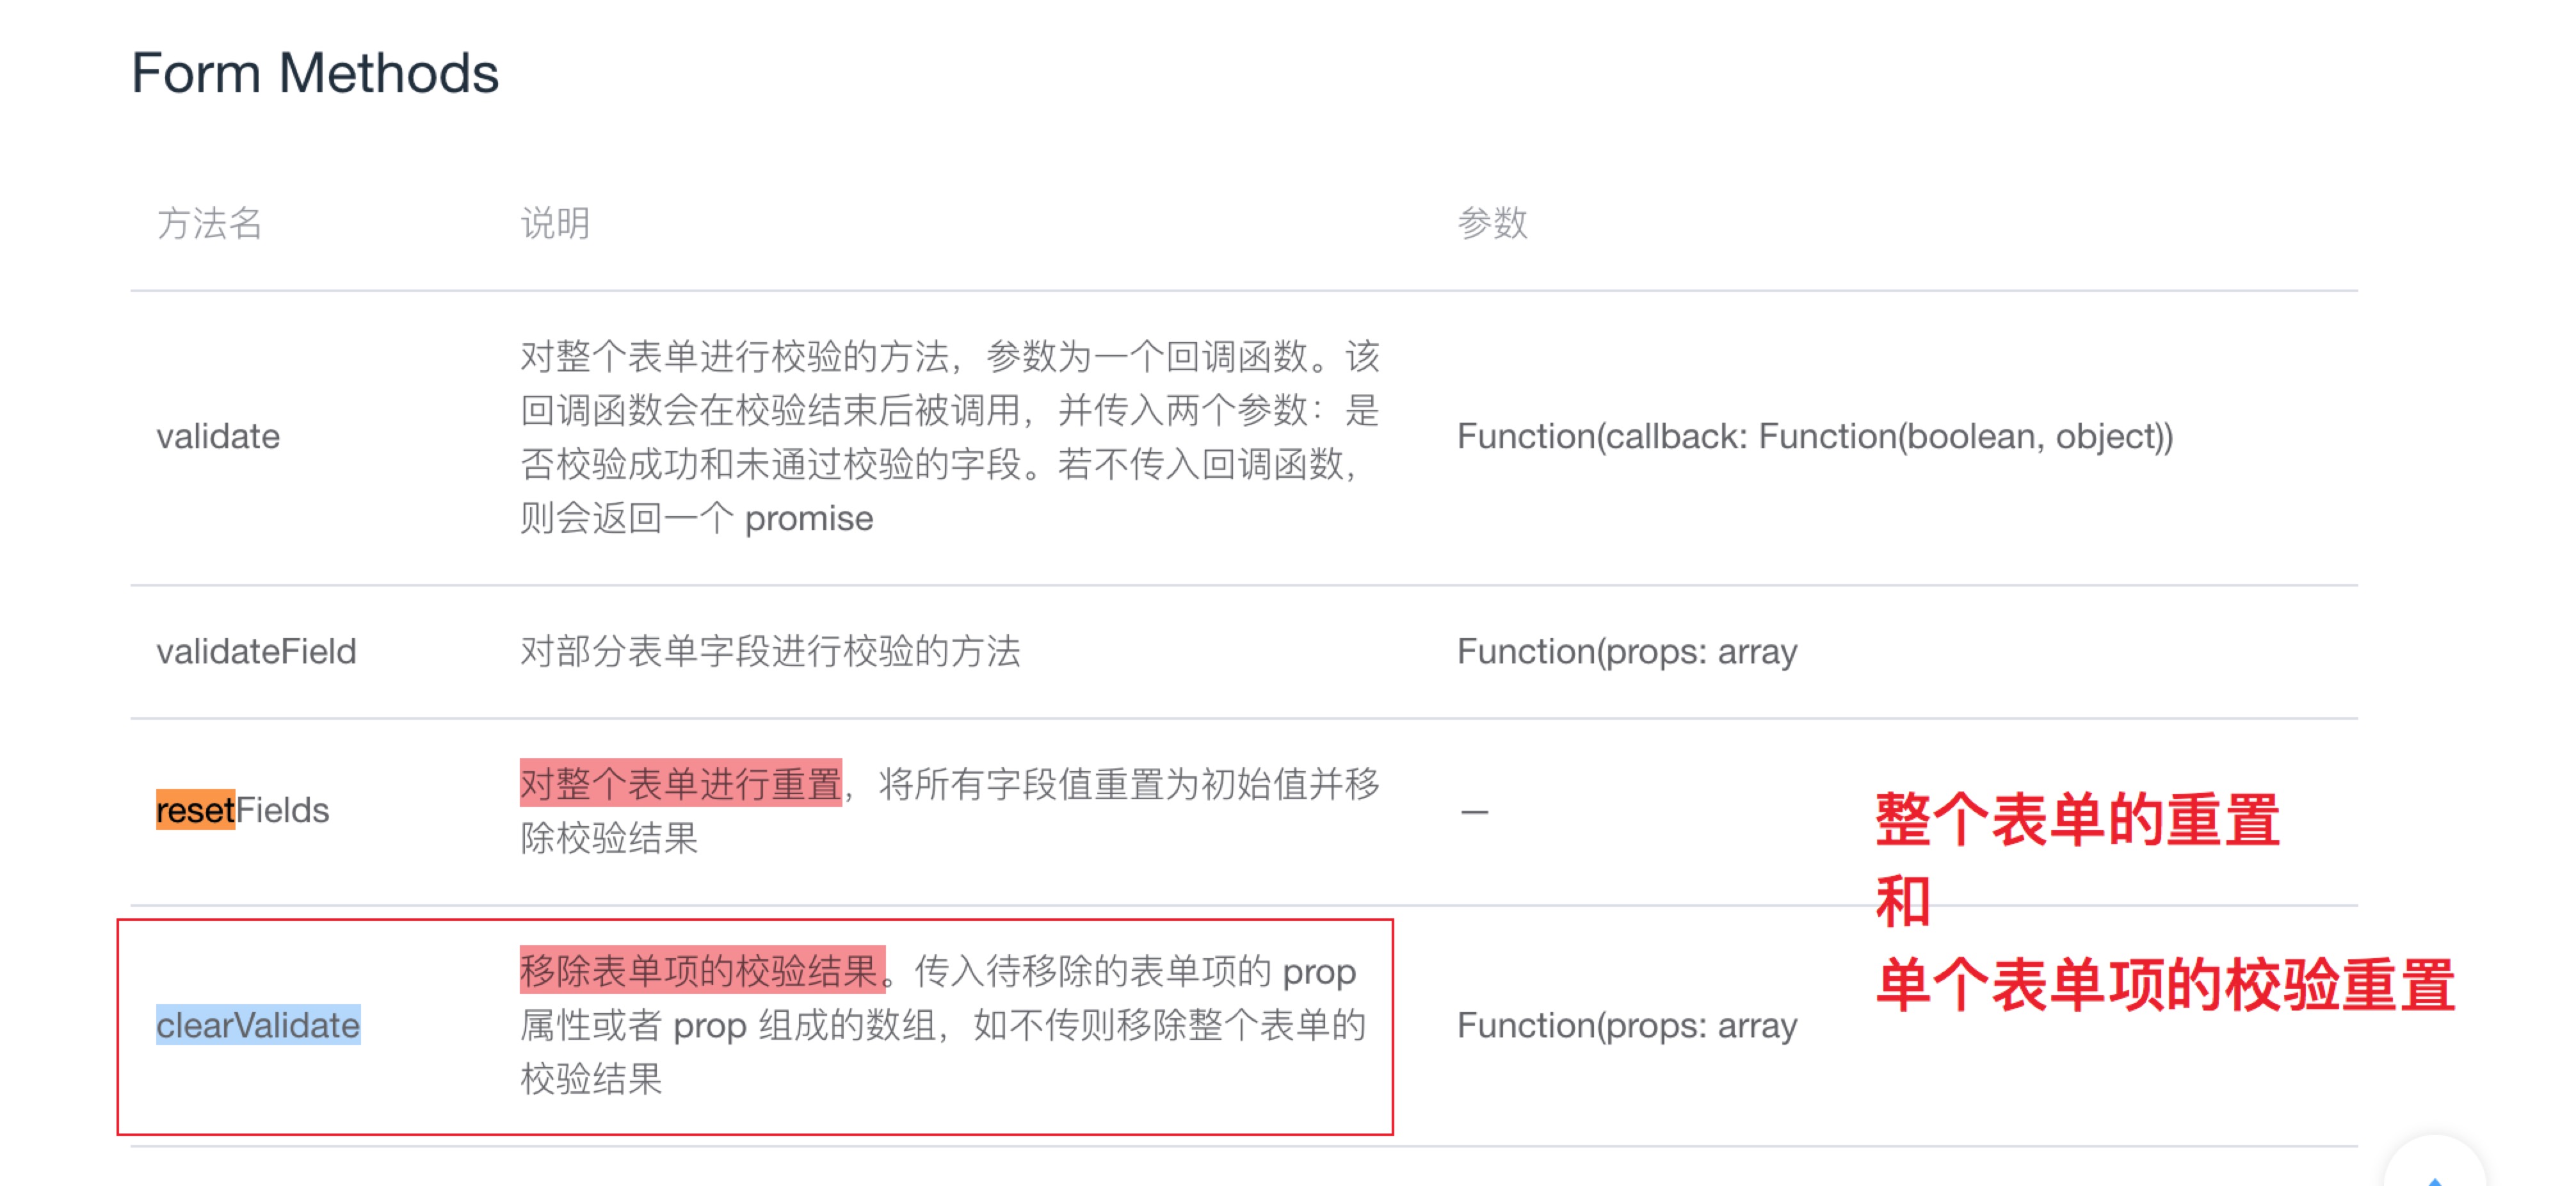 Form Methods
方法名 说明 参数
对整个表单进行校验的方法，参数为一个回调函数。该
回调函数会在校验结束后被调用，并传入两个参数：是
validate Function(callback: Function(boolean, object))
否校验成功和未通过校验的字段。若不传入回调函数，
则会返回一个 promise
validateField 对部分表单字段进行校验的方法 Function(props: array
对整个表单进行重置，将所有字段值重置为初始值并移
resetFields —
除校验结果
整个表单的重置
和
单个表单项的校验重置
移除表单项的校验结果。传入待移除的表单项的 prop
clearValidate 属性或者 prop 组成的数组，如不传则移除整个表单的 Function(props: array
校验结果